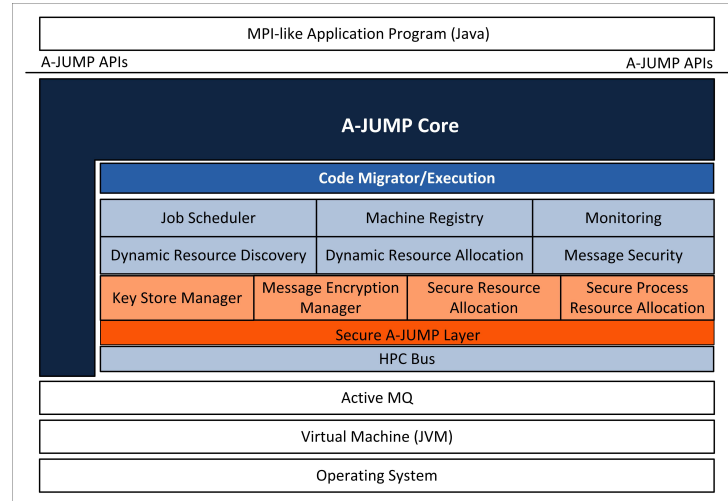 MPI-like Application Program (Java)
A-JUMP APIs
A-JUMP APIs
A-JUMP Core
Code Migrator/Execution
Job Scheduler
Machine Registry
Monitoring
Dynamic Resource Discovery
Dynamic Resource Allocation
Message Security
Key Store Manager
Message Encryption
Manager
Secure Resource
Allocation
Secure Process
Resource Allocation
Secure A-JUMP Layer
HPC Bus
Active MQ
Virtual Machine (JVM)
Operating System